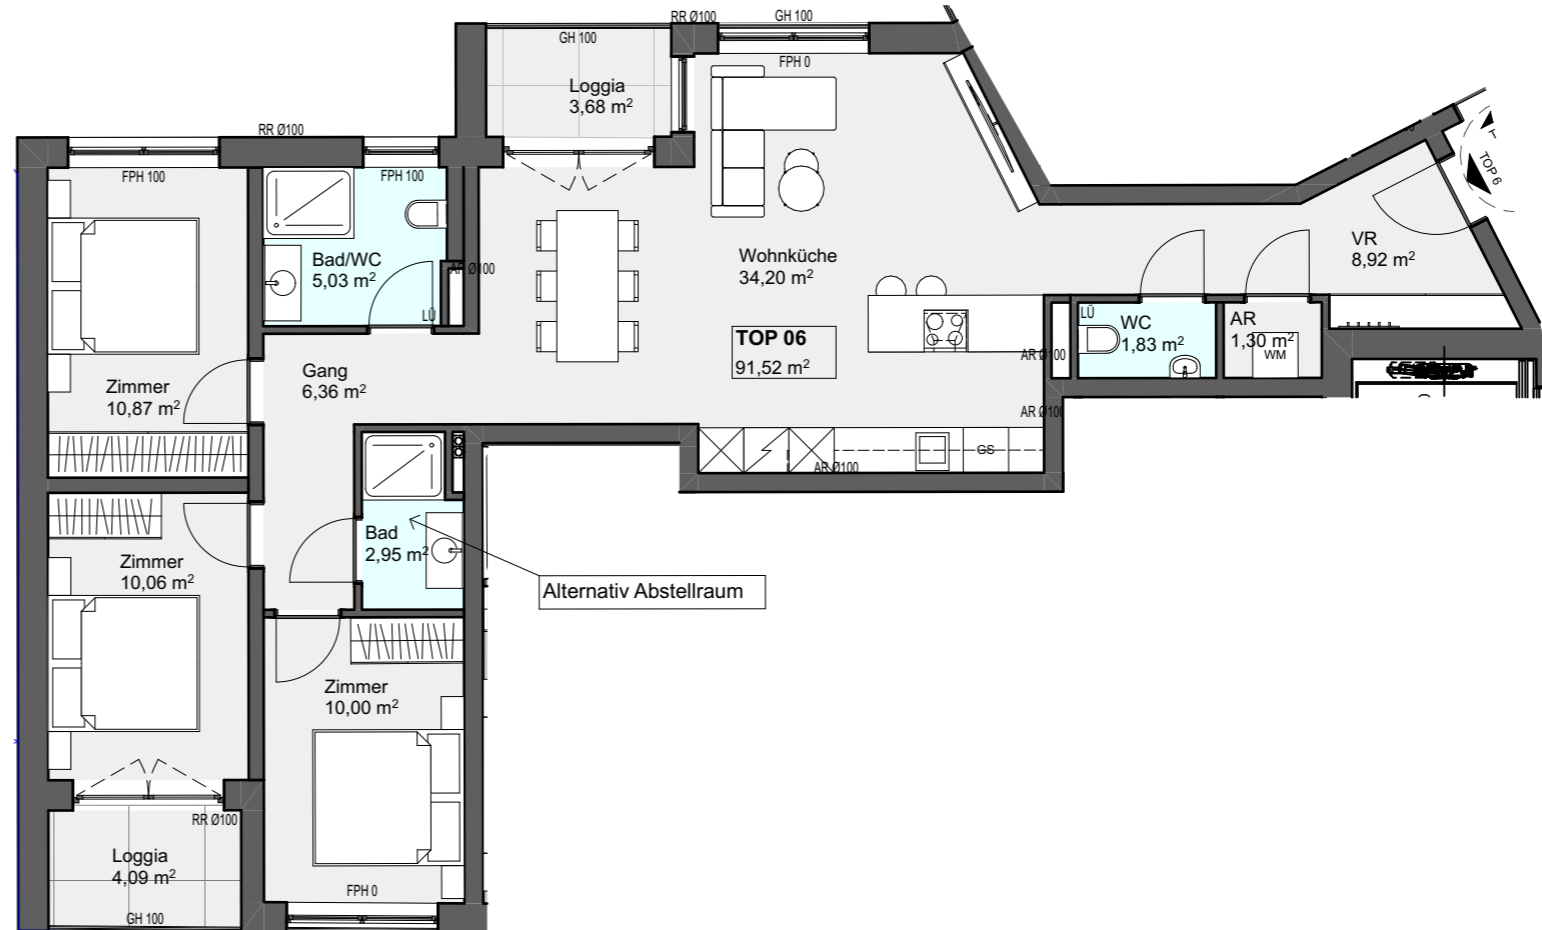 RR Ø100
GH 100
GH 100
FPH 0
Loggia
3,68 m²
RR Ø100
FPH 100
FPH 100
TOP 6
Bad/WC
5,03 m²
AR Ø100
LÜ
Wohnküche
34,20 m²
VR
8,92 m²
TOP 06
91,52 m²
LÜ
WC
1,83 m²
AR
1,30 m²
WM
AR Ø100
Zimmer
10,87 m²
Gang
6,36 m²
AR Ø100
GS
AR Ø100
Bad
2,95 m²
Zimmer
10,06 m²
Alternativ Abstellraum
Zimmer
10,00 m²
RR Ø100
Loggia
4,09 m²
FPH 0
GH 100